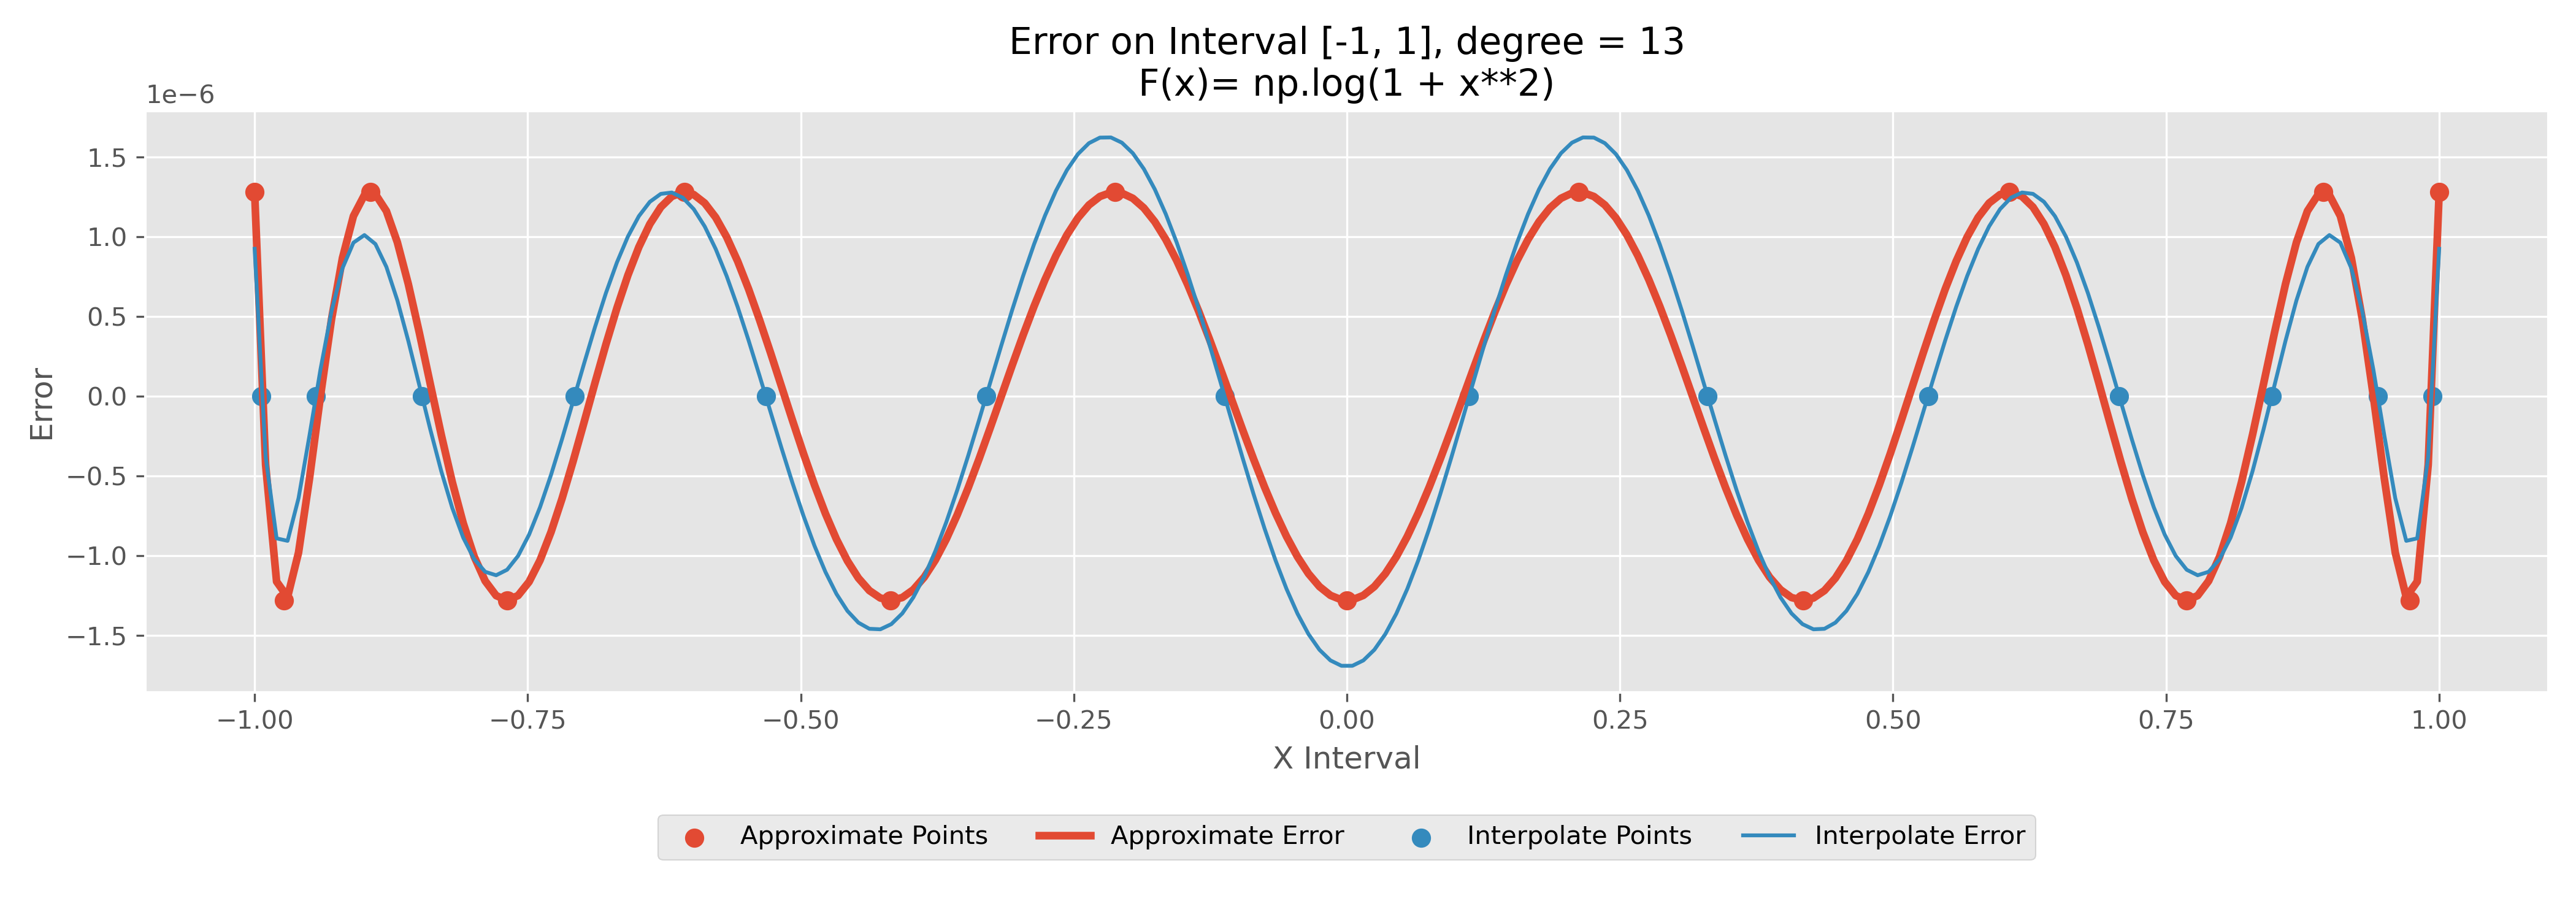 Error on Interval [-1, 1], degree = 13
F(x)= np.log(1 + x**2)
1e−6
1.5
1.0
0.5
0.0
−0.5
−1.0
−1.5
Error
−1.00 −0.75 −0.50 −0.25 0.00 0.25 0.50 0.75 1.00
X Interval
Approximate Points Approximate Error Interpolate Points Interpolate Error